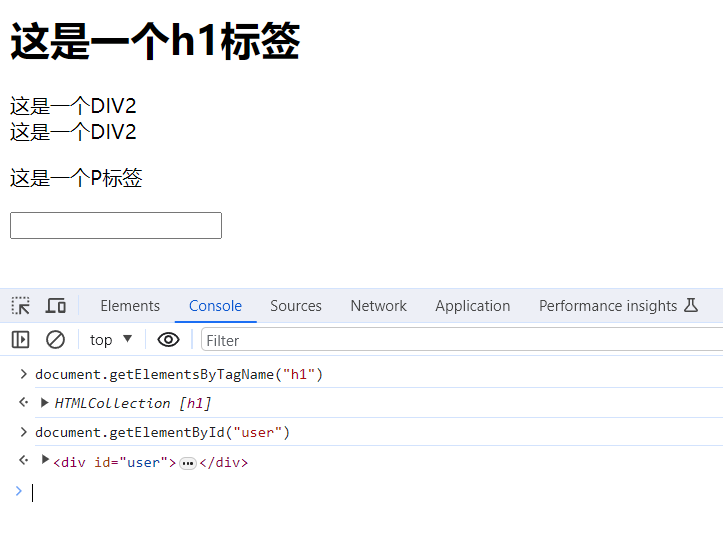 这是一个h1标签
这是一个DIV2
这是一个DIV2
这是一个P标签
Elements Console Sources Network Application Performance insights
top Filter
document.getElementsByTagName("h1")
HTMLCollection [h1]
document.getElementById("user")
<div id="user">…</div>